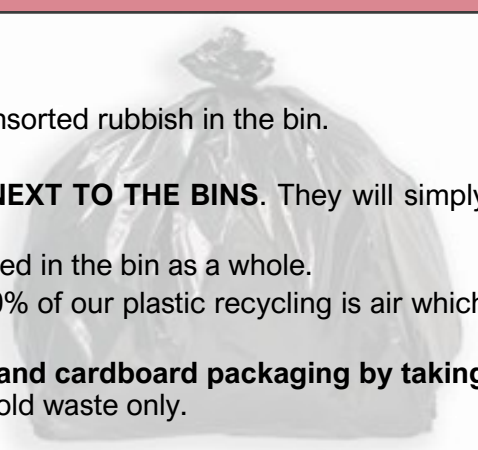 nsorted rubbish in the bin.
NEXT TO THE BINS. They will simply
ed in the bin as a whole.
0% of our plastic recycling is air which
and cardboard packaging by taking
old waste only.